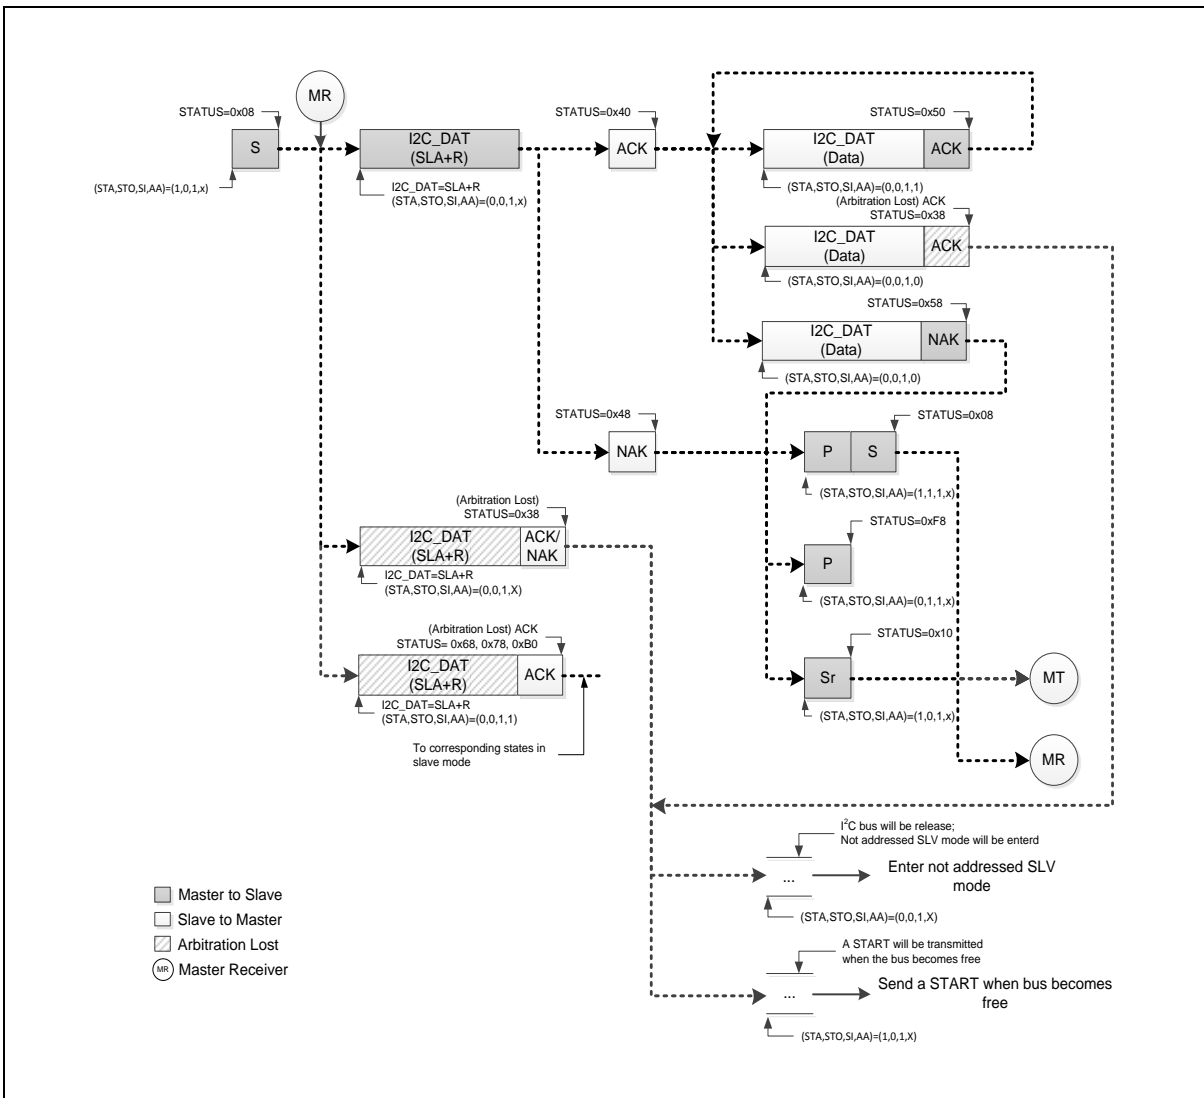 MR
STATUS=0x08
S
(STA,STO,SI,AA)=(1,0,1,x)
I2C_DAT
(SLA+R)
I2C_DAT=SLA+R
(STA,STO,SI,AA)=(0,0,1,x)
STATUS=0x40
ACK
STATUS=0x50
I2C_DAT
(Data)
ACK
(STA,STO,SI,AA)=(0,0,1,1)
(Arbitration Lost) ACK
STATUS=0x38
I2C_DAT
(Data)
ACK
(STA,STO,SI,AA)=(0,0,1,0)
STATUS=0x58
I2C_DAT
(Data)
NAK
(STA,STO,SI,AA)=(0,0,1,0)
STATUS=0x48
NAK
STATUS=0x08
P
S
(STA,STO,SI,AA)=(1,1,1,x)
(Arbitration Lost)
STATUS=0x38
I2C_DAT
(SLA+R)
ACK/
NAK
I2C_DAT=SLA+R
(STA,STO,SI,AA)=(0,0,1,X)
STATUS=0xF8
P
(STA,STO,SI,AA)=(0,1,1,x)
(Arbitration Lost) ACK
STATUS= 0x68, 0x78, 0xB0
I2C_DAT
(SLA+R)
ACK
I2C_DAT=SLA+R
(STA,STO,SI,AA)=(0,0,1,1)
To corresponding states in
slave mode
STATUS=0x10
Sr
(STA,STO,SI,AA)=(1,0,1,x)
MT
MR
I²C bus will be release;
Not addressed SLV mode will be enterd
...
Enter not addressed SLV
mode
(STA,STO,SI,AA)=(0,0,1,X)
A START will be transmitted
when the bus becomes free
...
Send a START when bus becomes
free
(STA,STO,SI,AA)=(1,0,1,X)
Master to Slave
Slave to Master
Arbitration Lost
MR Master Receiver